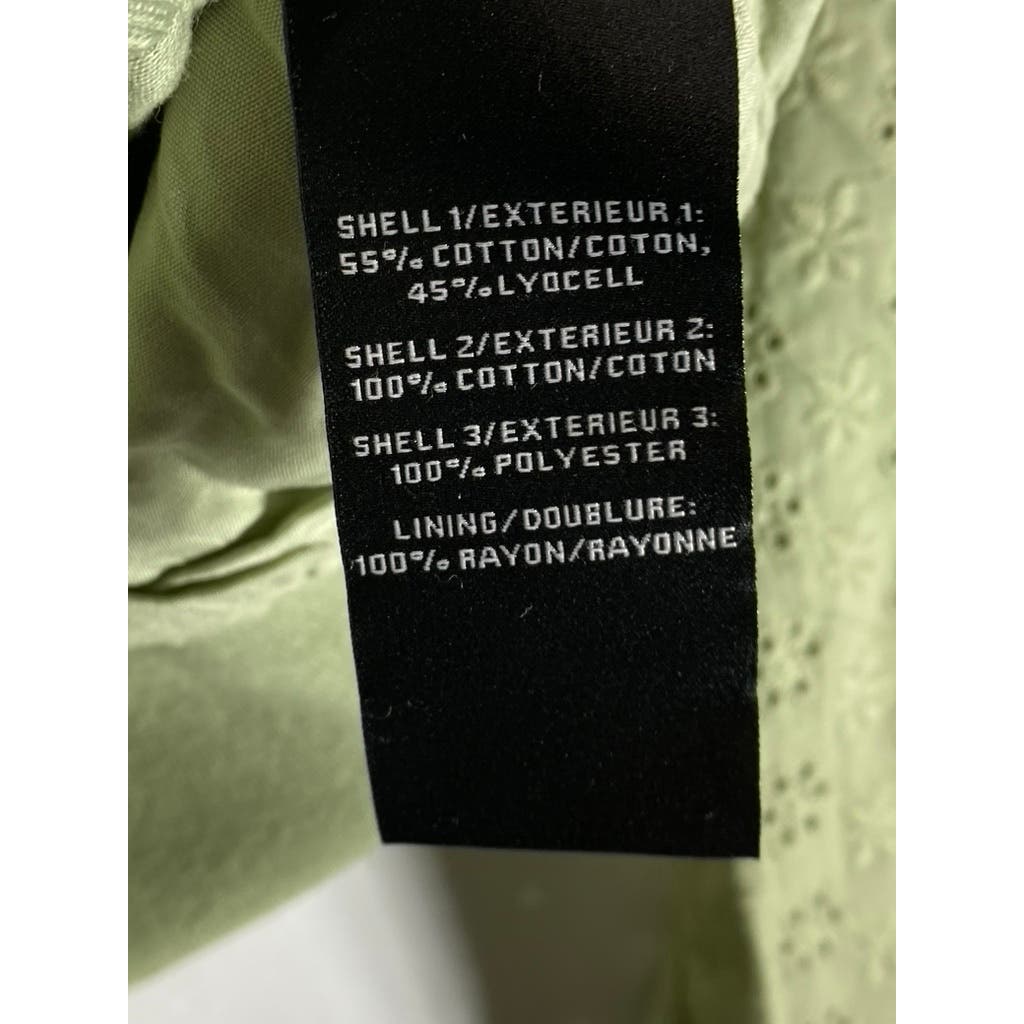 SHELL 1/EXTERIEUR 1:
55% COTTON/COTON,
45% LYOCELL
SHELL 2/EXTERIEUR 2:
100% COTTON/COTON
SHELL 3/EXTERIEUR 3:
100% POLYESTER
LINING/DOUBLURE:
100% RAYON/RAYONNE